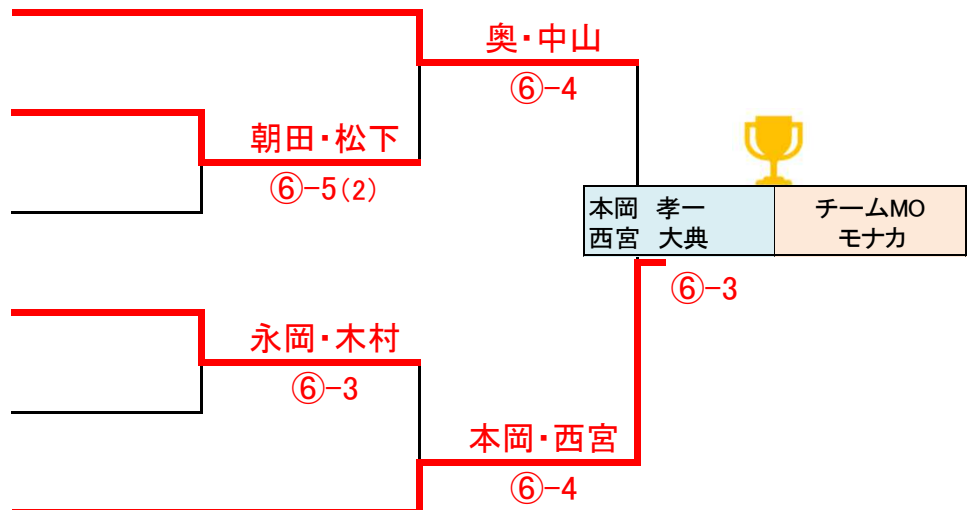 奥・中山
⑥-4
朝田・松下
⑥-5(2)
本岡 孝一
西宮 大典
チームMO
モナカ
⑥-3
永岡・木村
⑥-3
本岡・西宮
⑥-4